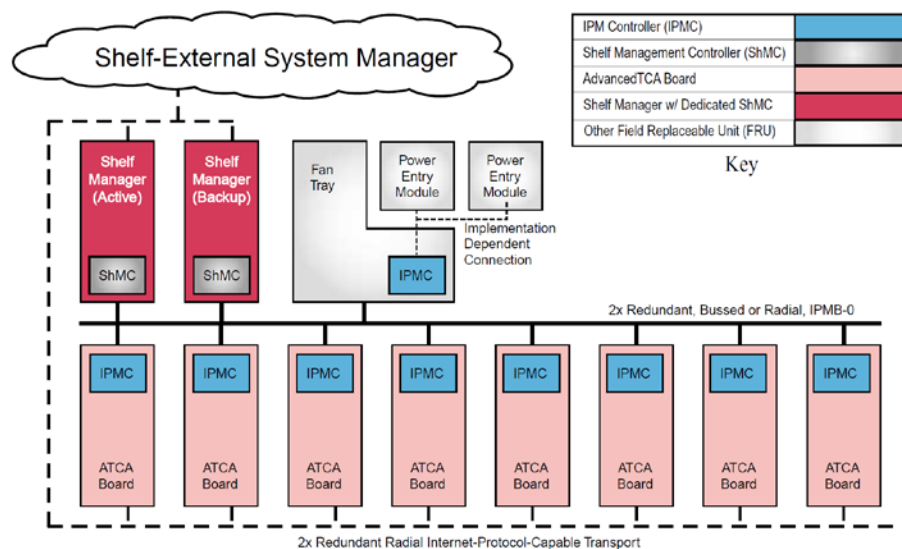 Shelf-External System Manager
IPM Controller (IPMC)
Shelf Management Controller (ShMC)
AdvancedTCA Board
Shelf Manager w/ Dedicated ShMC
Other Field Replaceable Unit (FRU)
Key
Shelf
Manager
(Active)
ShMC
Shelf
Manager
(Backup)
ShMC
Fan
Tray
Power
Entry
Module
Power
Entry
Module
Implementation
Dependent
Connection
IPMC
2x Redundant, Bussed or Radial, IPMB-0
IPMC
IPMC
IPMC
IPMC
IPMC
IPMC
IPMC
IPMC
ATCA
Board
ATCA
Board
ATCA
Board
ATCA
Board
ATCA
Board
ATCA
Board
ATCA
Board
ATCA
Board
2x Redundant Radial Internet-Protocol-Capable Transport